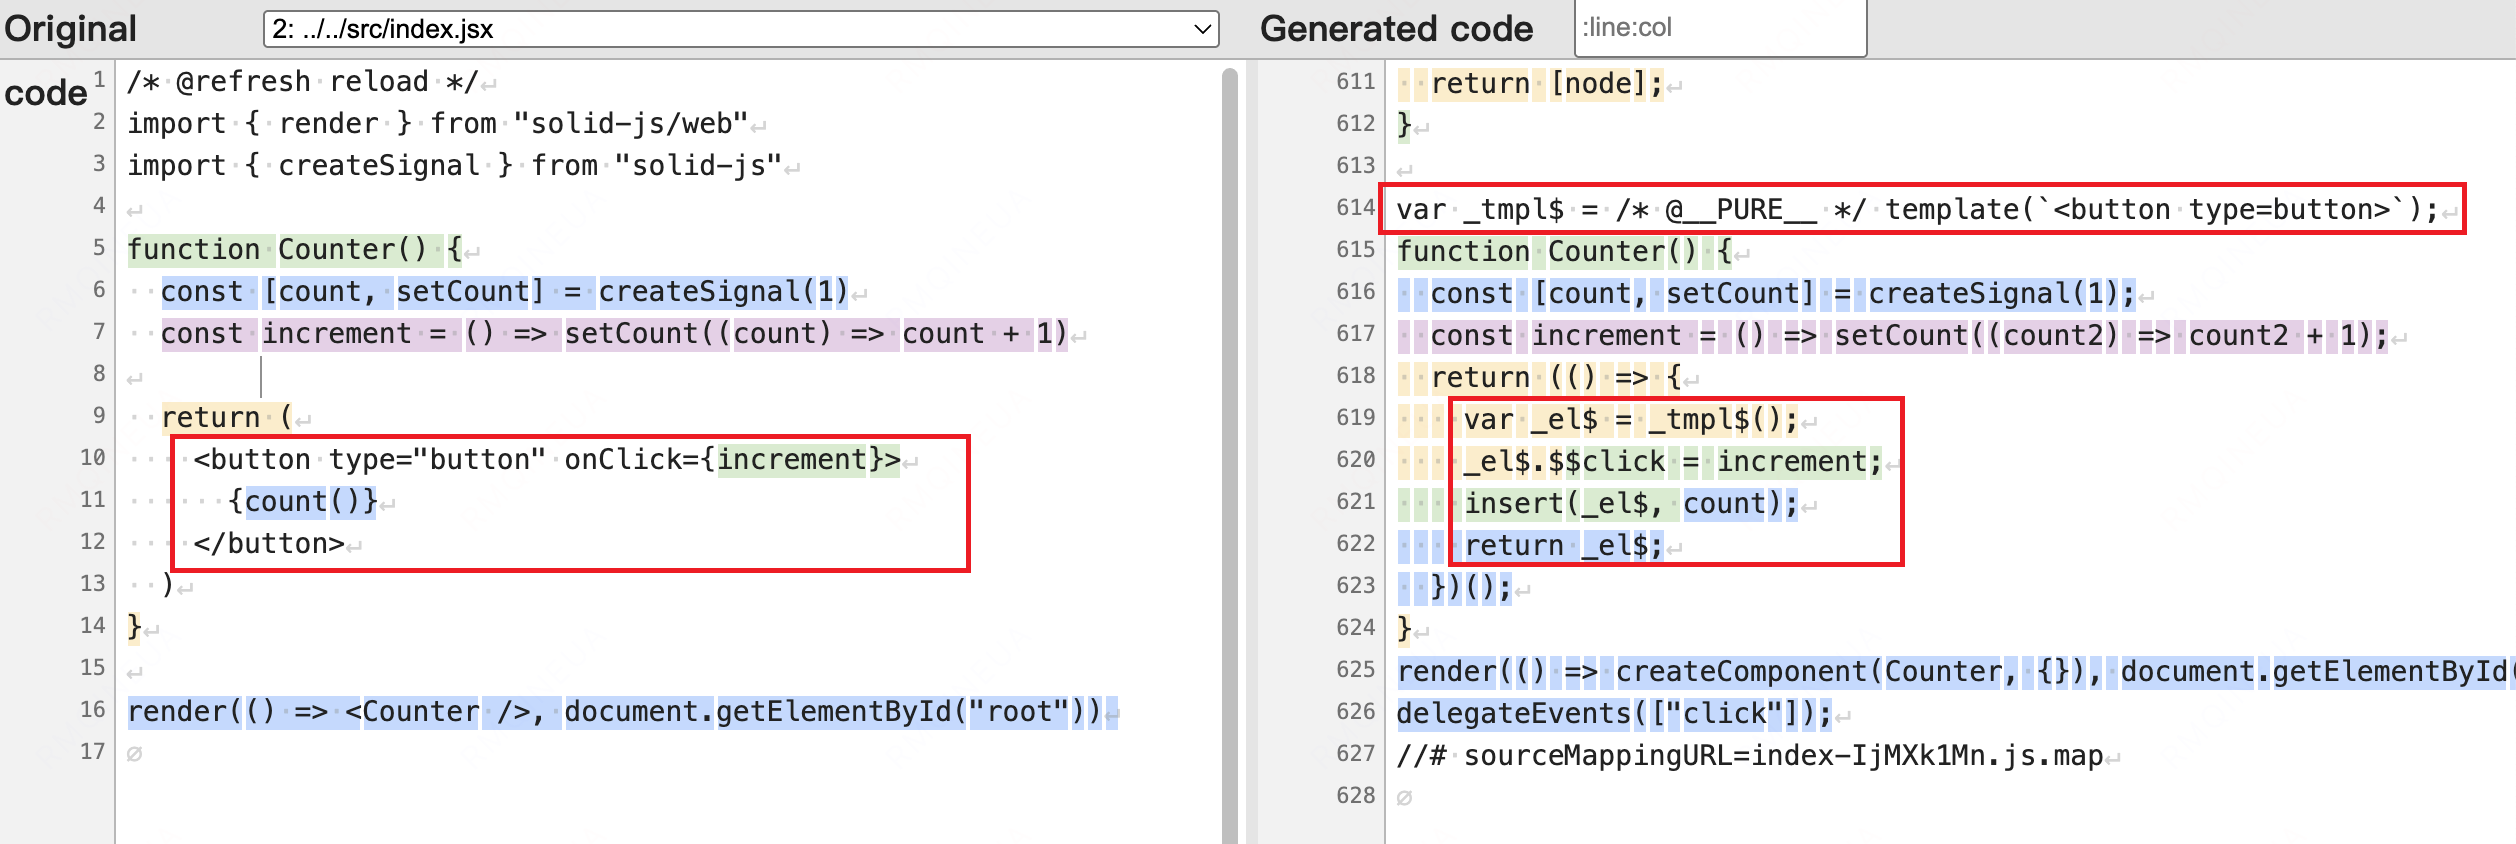 Original code
2: ../../src/index.jsx
1 /* @refresh reload */
2 import { render } from "solid-js/web"
3 import { createSignal } from "solid-js"
4
5 function Counter() {
6   const [count, setCount] = createSignal(1)
7   const increment = () => setCount((count) => count + 1)
8
9   return (
10     <button type="button" onClick={increment}>
11       {count()}
12     </button>
13   )
14 }
15
16 render(() => <Counter />, document.getElementById("root"))
17
Generated code
:line:col
611   return [node];
612 }
613
614 var _tmpl$ = /* @__PURE__ */ template(`<button type=button>`);
615 function Counter() {
616   const [count, setCount] = createSignal(1);
617   const increment = () => setCount((count2) => count2 + 1);
618   return (() => {
619     var _el$ = _tmpl$();
620     _el$.$$click = increment;
621     insert(_el$, count);
622     return _el$;
623   })();
624 }
625 render(() => createComponent(Counter, {}), document.getElementById(
626 delegateEvents(["click"]);
627 //# sourceMappingURL=index-IjMXk1Mn.js.map
628